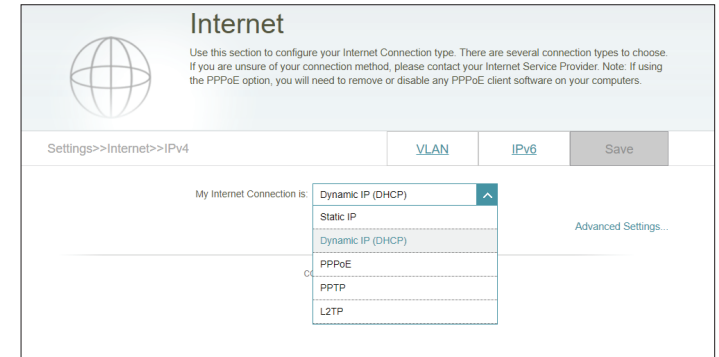 Internet
Use this section to configure your Internet Connection type. There are several connection types to choose.
If you are unsure of your connection method, please contact your Internet Service Provider. Note: If using
the PPPoE option, you will need to remove or disable any PPPoE client software on your computers.
Settings>>Internet>>IPv4
VLAN
IPv6
Save
My Internet Connection is:
Dynamic IP (DHCP)
Static IP
Dynamic IP (DHCP)
PPPoE
PPTP
L2TP
Advanced Settings...